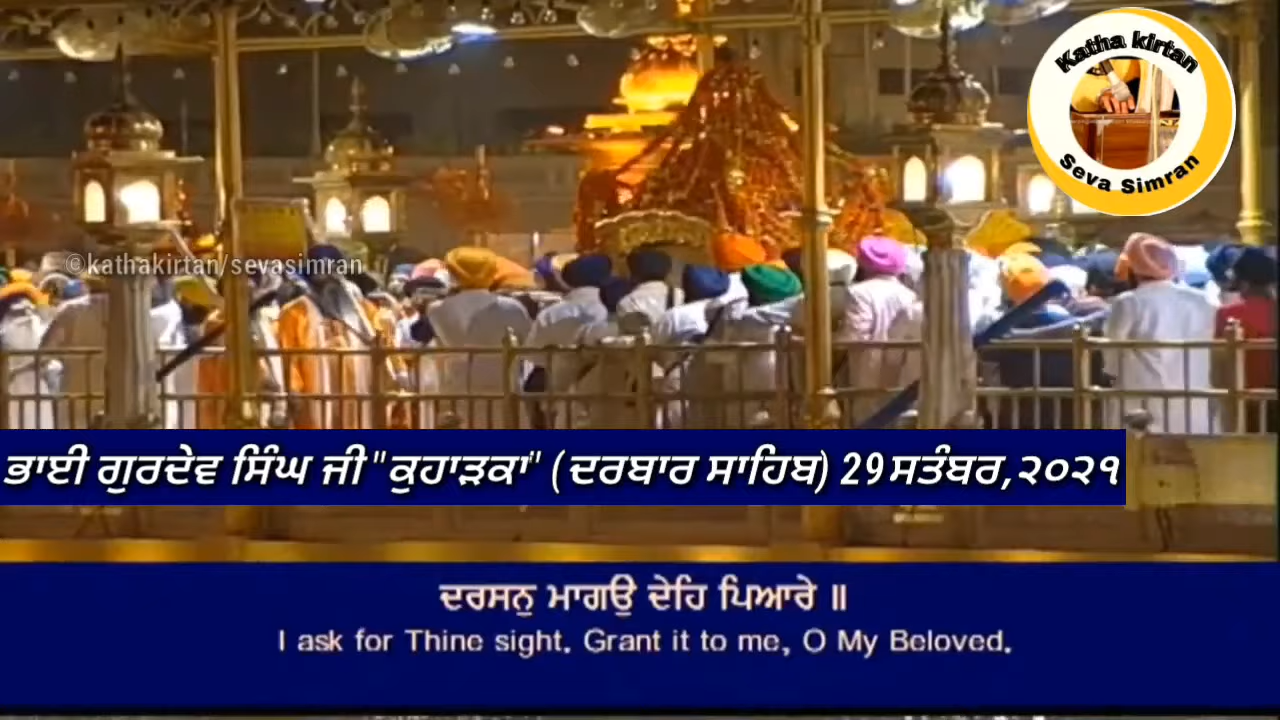 Katha kirtan
Seva Simran
©kathakirtan/sevasimran
ਭਾਈ ਗੁਰਦੇਵ ਸਿੰਘ ਜੀ "ਕੁਹਾੜਕਾ" (ਦਰਬਾਰ ਸਾਹਿਬ) 29 ਸਤੰਬਰ,੨੦੨੧
ਦਰਸਨੁ ਮਾਗਉ ਦੇਹਿ ਪਿਆਰੇ ॥
I ask for Thine sight. Grant it to me, O My Beloved.